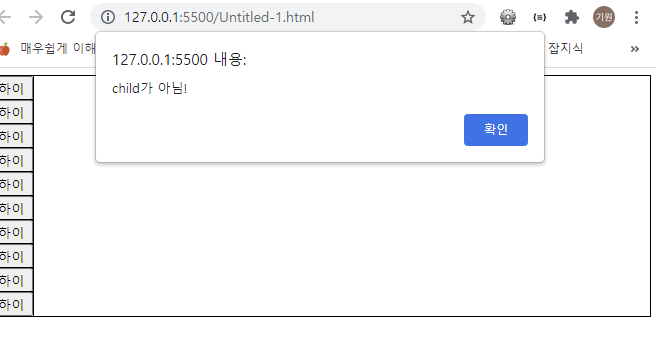 127.0.0.1:5500/Untitled-1.html
기원
매우쉽게 이해
잡지식
127.0.0.1:5500 내용:
child가 아님!
확인
하이
하이
하이
하이
하이
하이
하이
하이
하이
하이